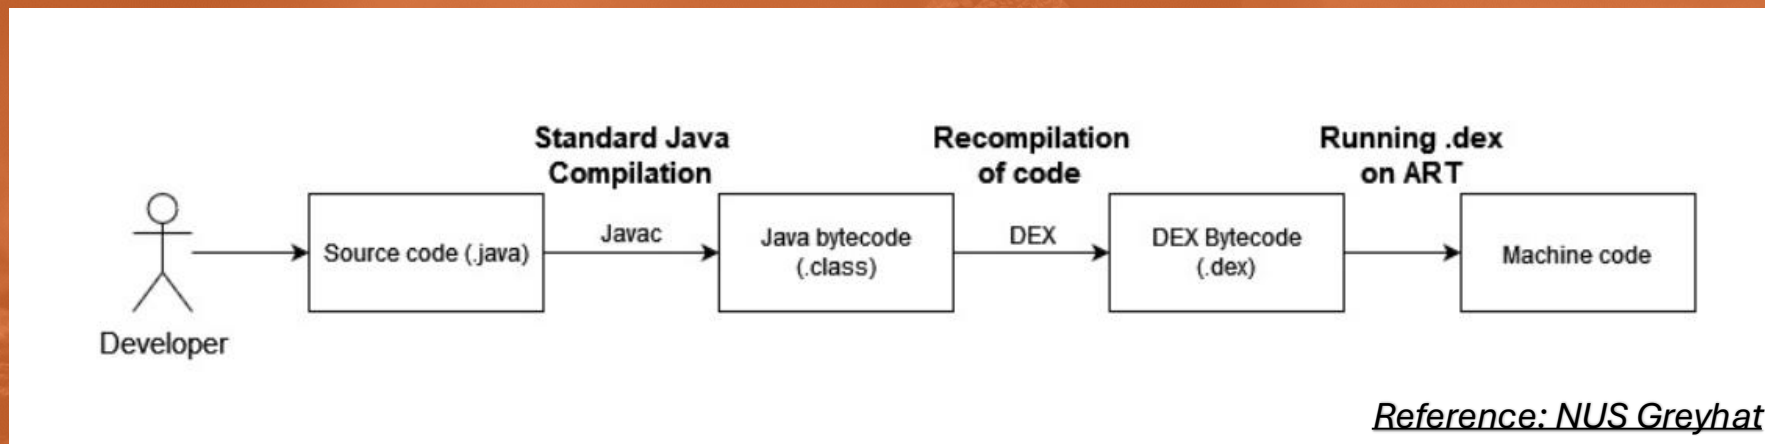 Standard Java
Compilation
Recompilation
of code
Running .dex
on ART
Source code (.java)
Javac
Java bytecode
(.class)
DEX
DEX Bytecode
(.dex)
Machine code
Developer
Reference: NUS Greyhat